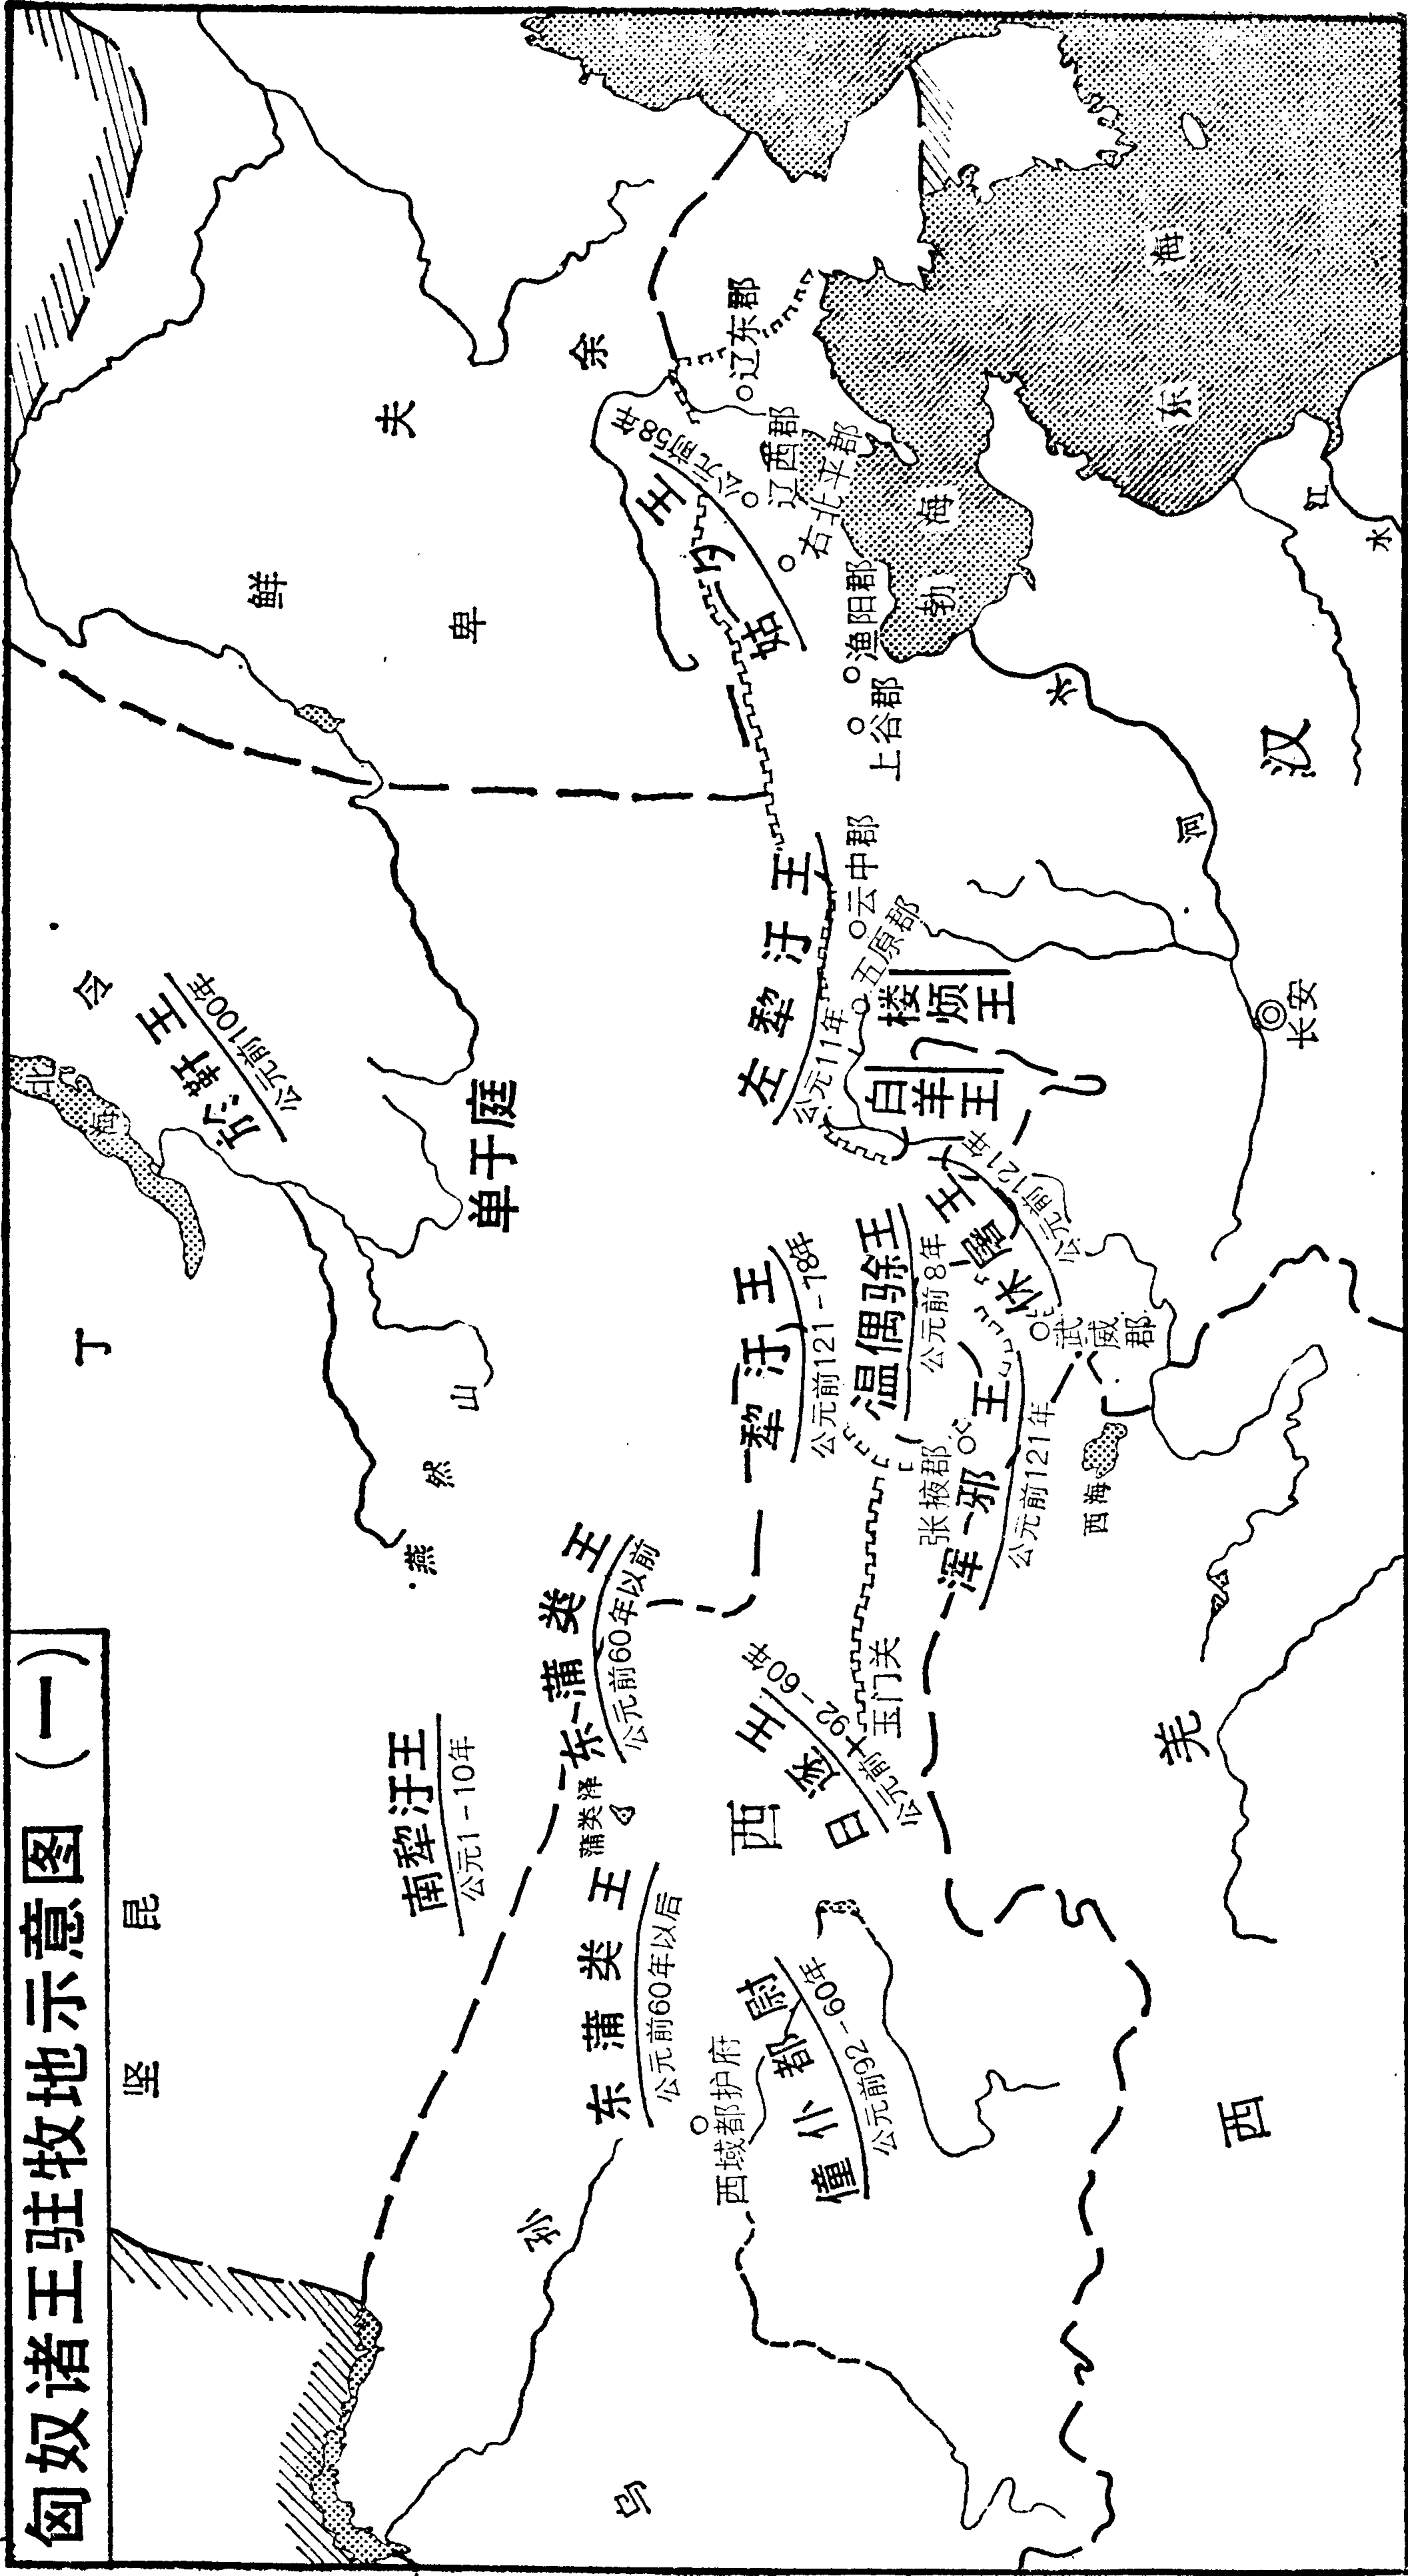 匈奴诸王驻牧地示意图（一）
坚昆
丁令
北海
於靬王
公元前100年
鲜卑
夫余
南犁汗王
公元1-10年
燕然山
单于庭
乌孙
东蒲类王
公元前60年以后
蒲类泽
东蒲类王
公元前60年以前
姑夕王
公元前58年
西域都护府
僮仆都尉
公元前92-60年
西
日逐王
公元前92-60年
玉门关
犁汗王
公元前121-78年
温偶駼王
公元前8年
左犁汗王
公元11年
浑邪王
公元前121年
张掖郡
休屠王
公元前121年
武威郡
白羊王
楼烦王
五原郡
云中郡
上谷郡
渔阳郡
右北平郡
辽西郡
辽东郡
西海
西羌
长安
汉
河水
江水
勃海
东海